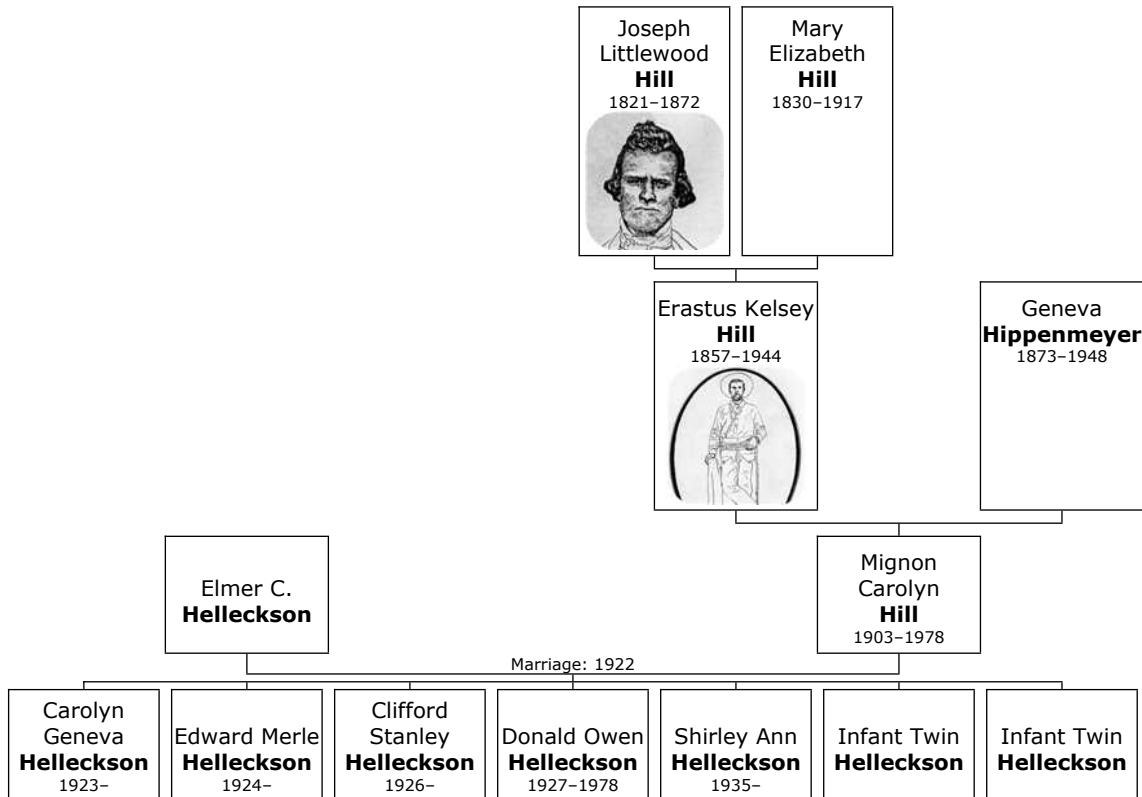 Joseph
Littlewood
Hill
1821–1872
Mary
Elizabeth
Hill
1830–1917
Erastus Kelsey
Hill
1857–1944
Geneva
Hippenmeyer
1873–1948
Elmer C.
Helleckson
Mignon
Carolyn
Hill
1903–1978
Marriage: 1922
Carolyn
Geneva
Helleckson
1923–
Edward Merle
Helleckson
1924–
Clifford
Stanley
Helleckson
1926–
Donald Owen
Helleckson
1927–1978
Shirley Ann
Helleckson
1935–
Infant Twin
Helleckson
Infant Twin
Helleckson